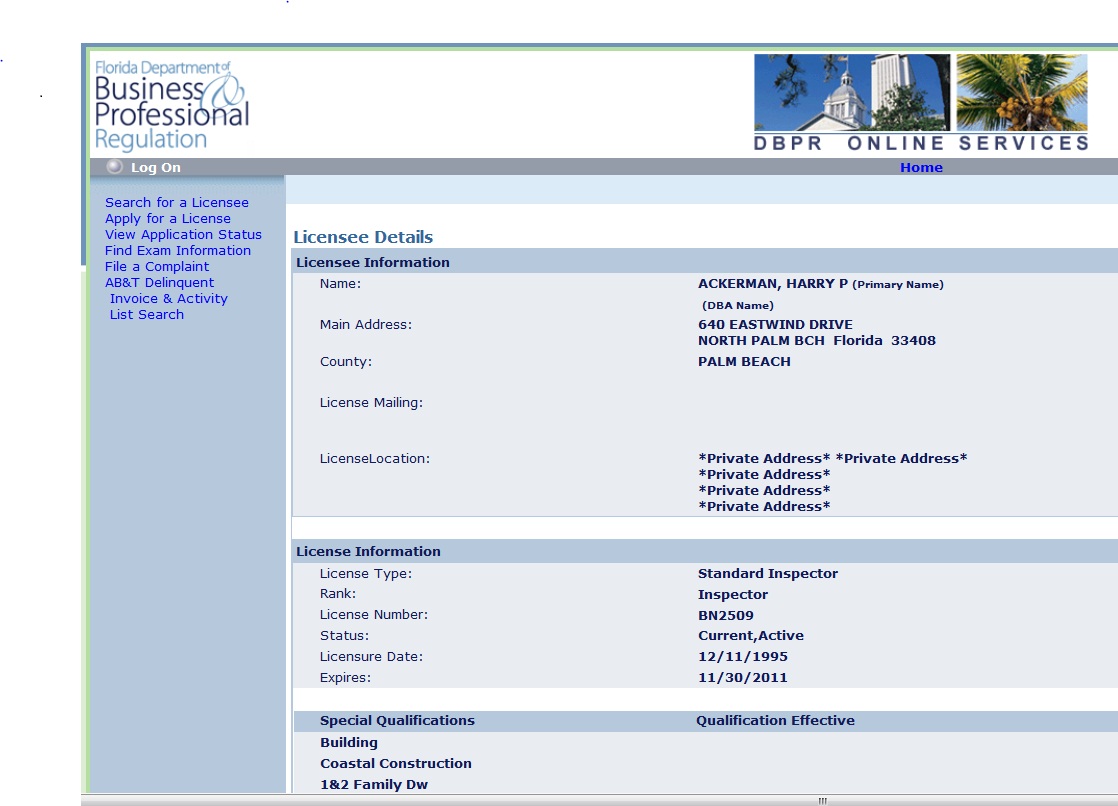 Florida Department of
Business &
Professional
Regulation
DBPR ONLINE SERVICES
Log On
Home
Search for a Licensee
Apply for a License
View Application Status
Find Exam Information
File a Complaint
AB&T Delinquent
Invoice & Activity
List Search
Licensee Details
Licensee Information
Name: ACKERMAN, HARRY P (Primary Name)
(DBA Name)
Main Address: 640 EASTWIND DRIVE
NORTH PALM BCH Florida 33408
County: PALM BEACH
License Mailing:
LicenseLocation: *Private Address* *Private Address*
*Private Address*
*Private Address*
*Private Address*
License Information
License Type: Standard Inspector
Rank: Inspector
License Number: BN2509
Status: Current,Active
Licensure Date: 12/11/1995
Expires: 11/30/2011
Special Qualifications Qualification Effective
Building
Coastal Construction
1&2 Family Dw